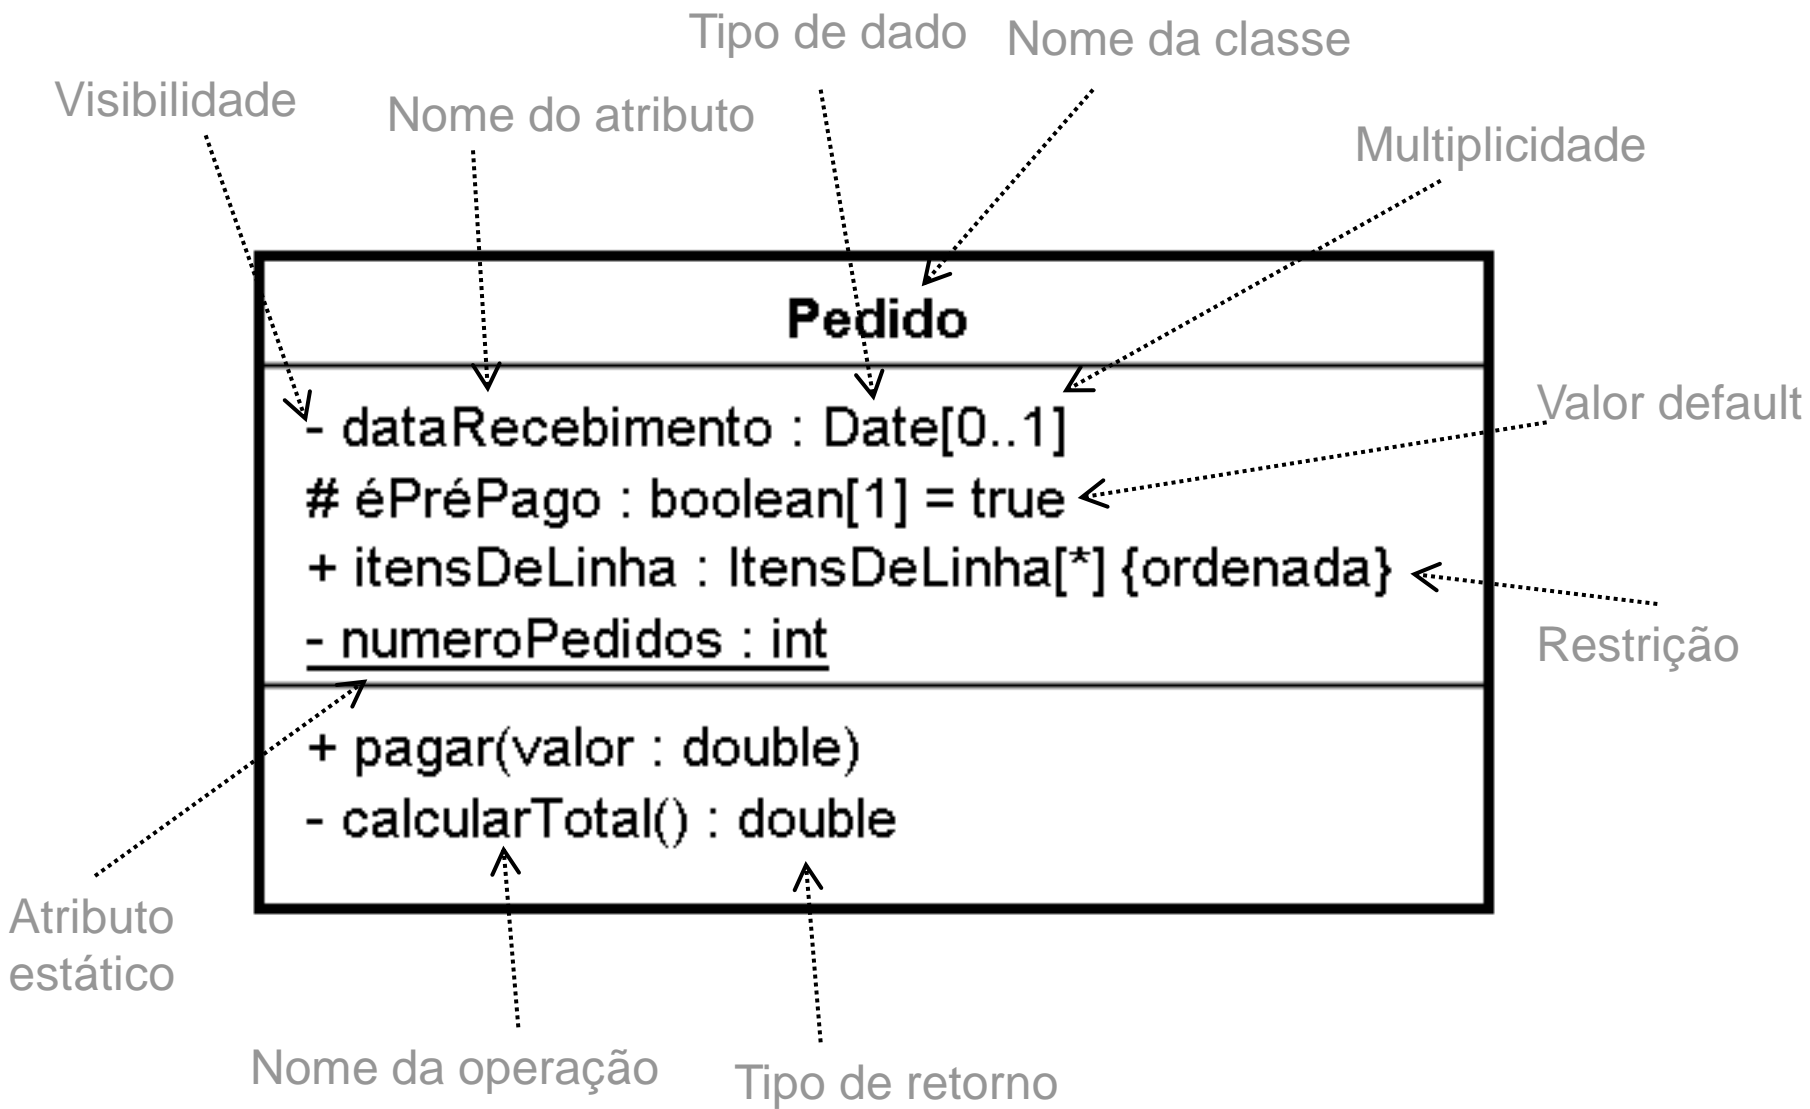 Tipo de dado
Nome da classe
Visibilidade
Nome do atributo
Multiplicidade
Pedido
- dataRecebimento : Date[0..1]
Valor default
# éPréPago : boolean[1] = true
+ itensDeLinha : ItensDeLinha[*] {ordenada}
- numeroPedidos : int
Restrição
+ pagar(valor : double)
- calcularTotal() : double
Atributo
estático
Nome da operação
Tipo de retorno